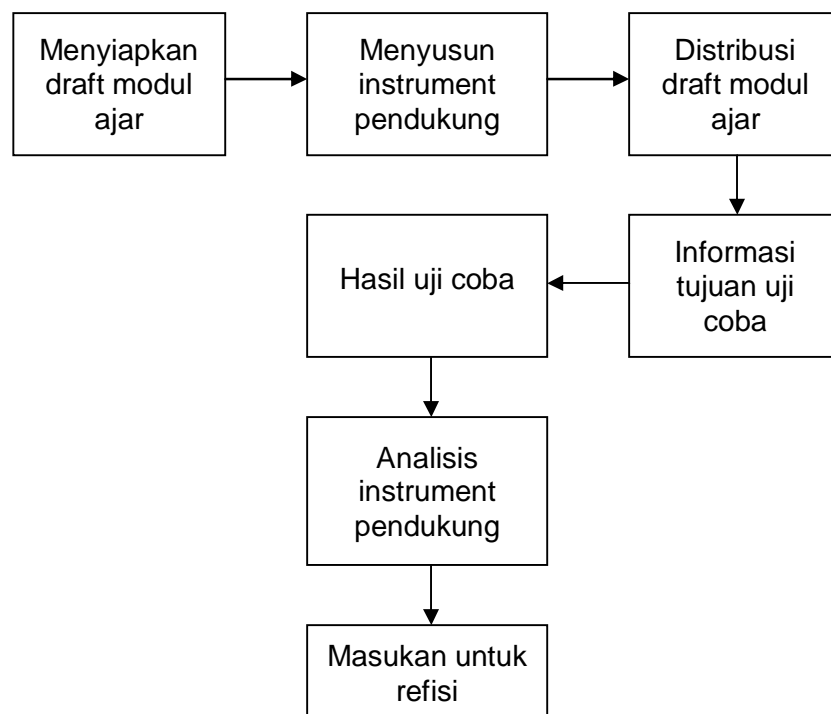 Menyiapkan
draft modul
ajar
Menyusun
instrument
pendukung
Distribusi
draft modul
ajar
Informasi
tujuan uji
coba
Hasil uji coba
Analisis
instrument
pendukung
Masukan untuk
refisi